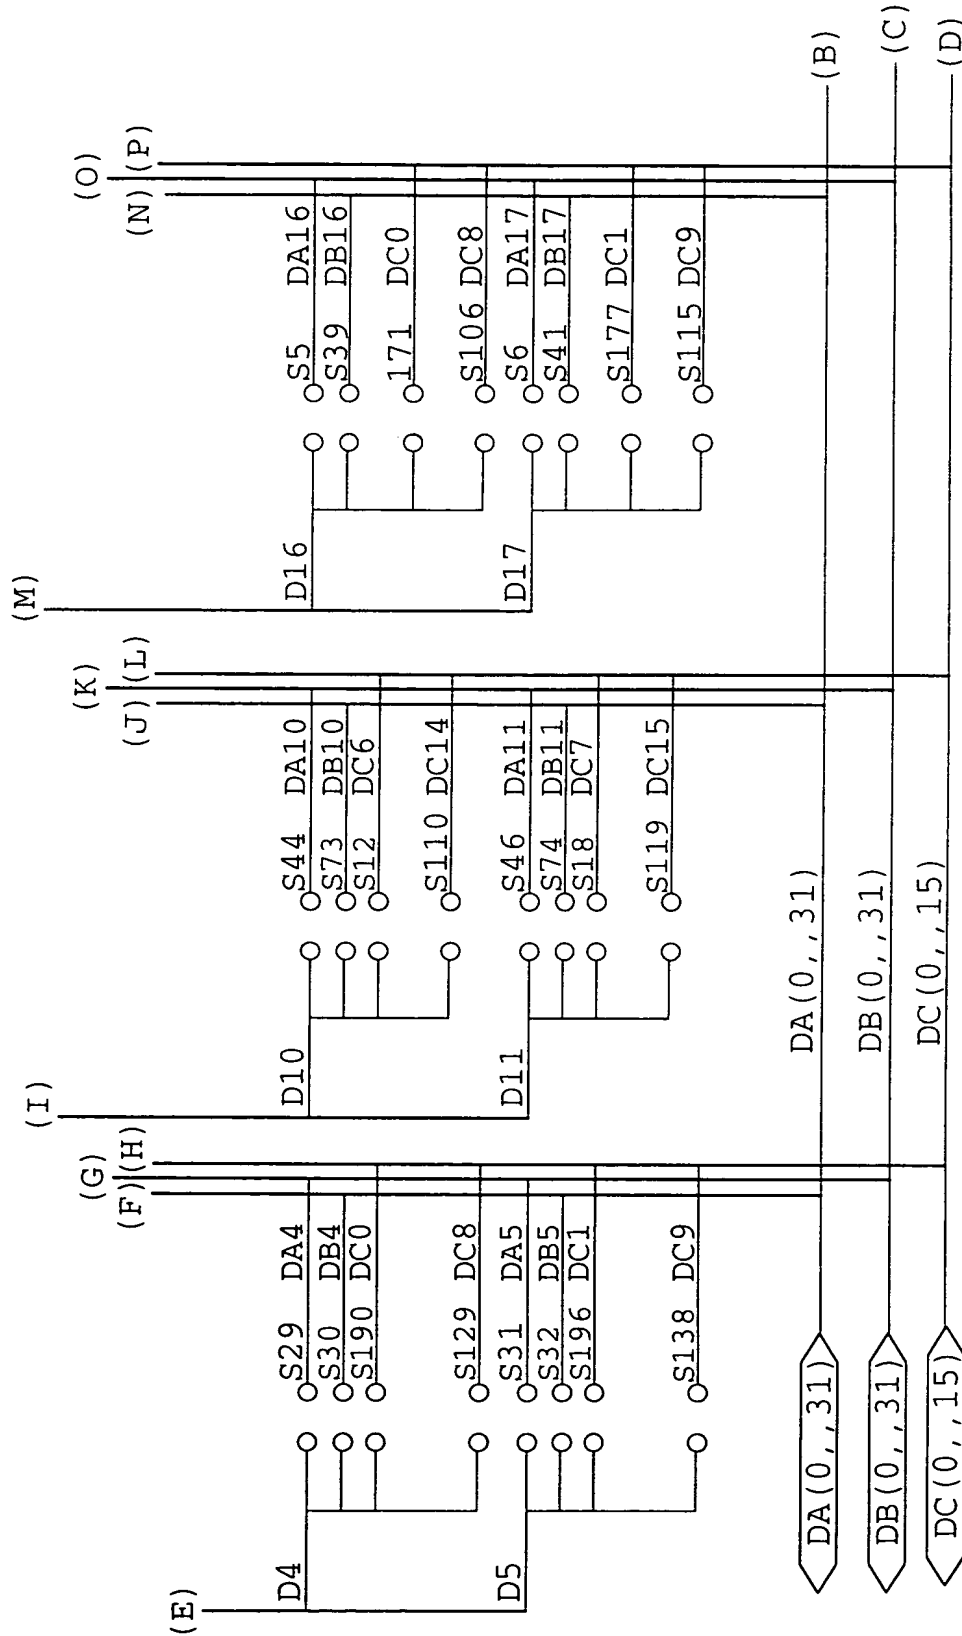 (E)
(F)
(G)
(H)
(I)
(J)
(K)
(L)
(M)
(N)
(O)
(P)
D4
S29 DA4
S30 DB4
S190 DC0
S129 DC8
D5
S31 DA5
S32 DB5
S196 DC1
S138 DC9
D10
S44 DA10
S73 DB10
S12 DC6
S110 DC14
D11
S46 DA11
S74 DB11
S18 DC7
S119 DC15
D16
S5 DA16
S39 DB16
171 DC0
S106 DC8
D17
S6 DA17
S41 DB17
S177 DC1
S115 DC9
DA(0,,31) DA(0,,31) (B)
DB(0,,31) DB(0,,31) (C)
DC(0,,15) DC(0,,15) (D)